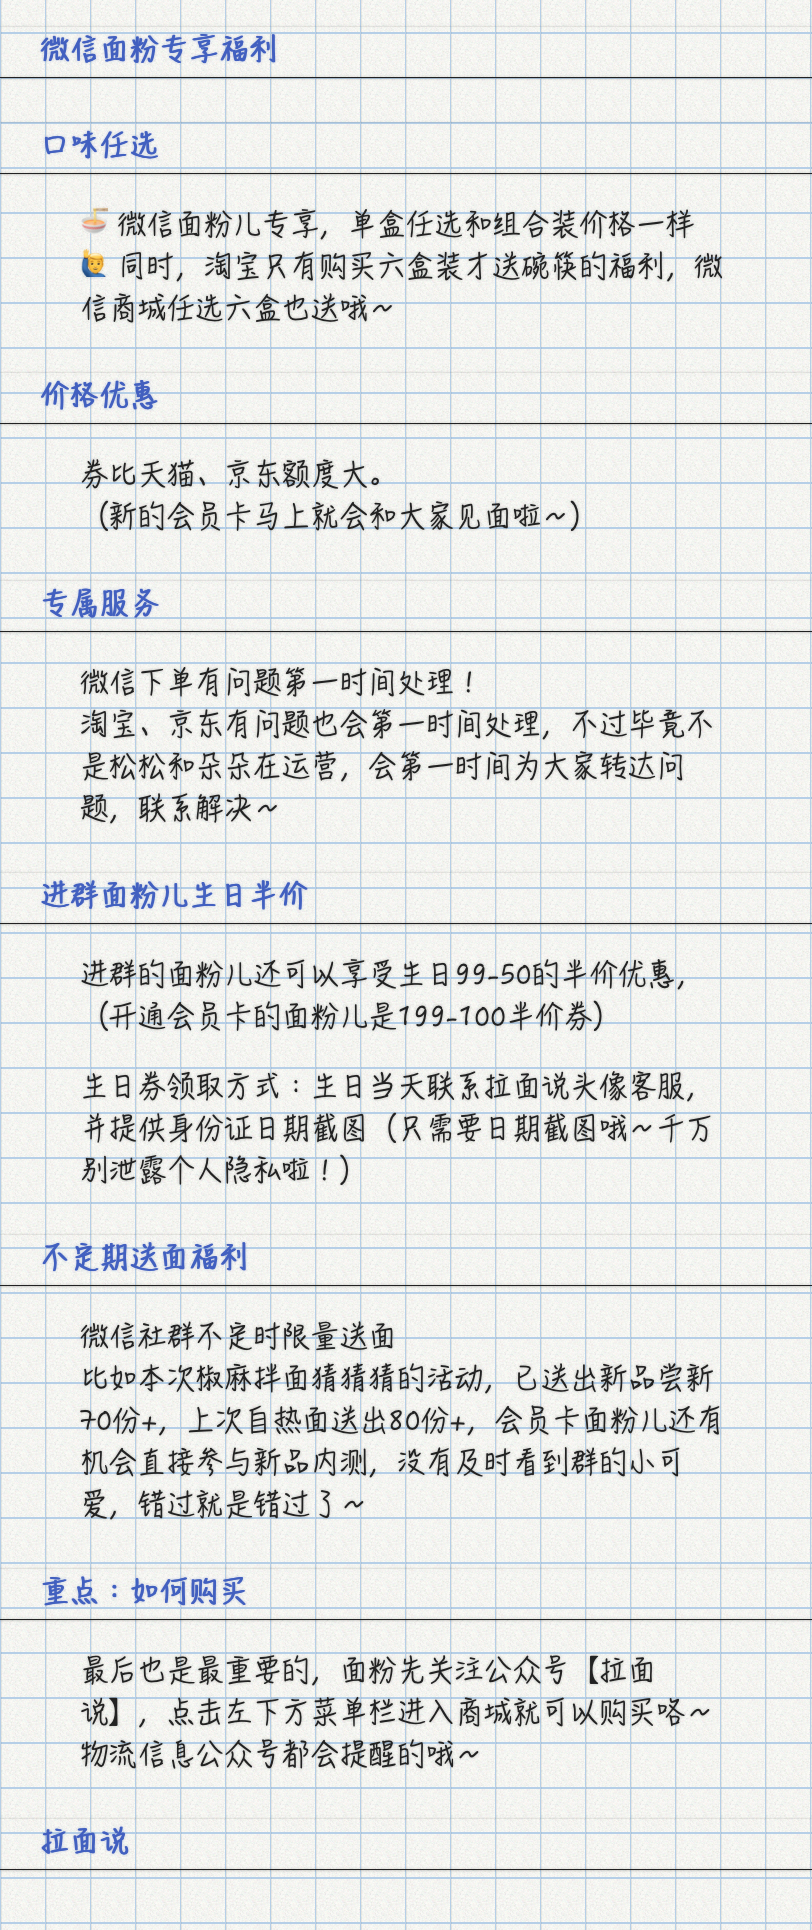 微信面粉专享福利
口味任选
🍜 微信面粉儿专享，单盒任选和组合装价格一样
🙋‍♂️ 同时，淘宝只有购买六盒装才送碗筷的福利，微
信商城任选六盒也送哦~
价格优惠
券比天猫、京东额度大。
（新的会员卡马上就会和大家见面啦~）
专属服务
微信下单有问题第一时间处理！
淘宝、京东有问题也会第一时间处理，不过毕竟不
是松松和朵朵在运营，会第一时间为大家转达问
题，联系解决~
进群面粉儿生日半价
进群的面粉儿还可以享受生日99-50的半价优惠，
（开通会员卡的面粉儿是199-100半价券）
生日券领取方式：生日当天联系拉面说头像客服，
并提供身份证日期截图（只需要日期截图哦~千万
别泄露个人隐私啦！）
不定期送面福利
微信社群不定时限量送面
比如本次椒麻拌面猜猜猜的活动，已送出新品尝新
70份+，上次自热面送出80份+，会员卡面粉儿还有
机会直接参与新品内测，没有及时看到群的小可
爱，错过就是错过了~
重点：如何购买
最后也是最重要的，面粉先关注公众号【拉面
说】，点击左下方菜单栏进入商城就可以购买咯~
物流信息公众号都会提醒的哦~
拉面说